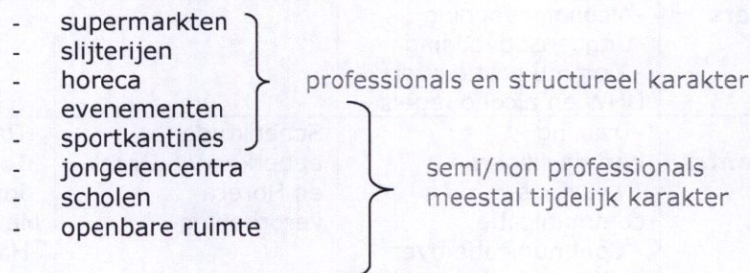 - supermarkten
- slijterijen
- horeca
professionals en structureel karakter
- evenementen
- sportkantines
- jongerencentra
semi/non professionals
- scholen
meestal tijdelijk karakter
- openbare ruimte